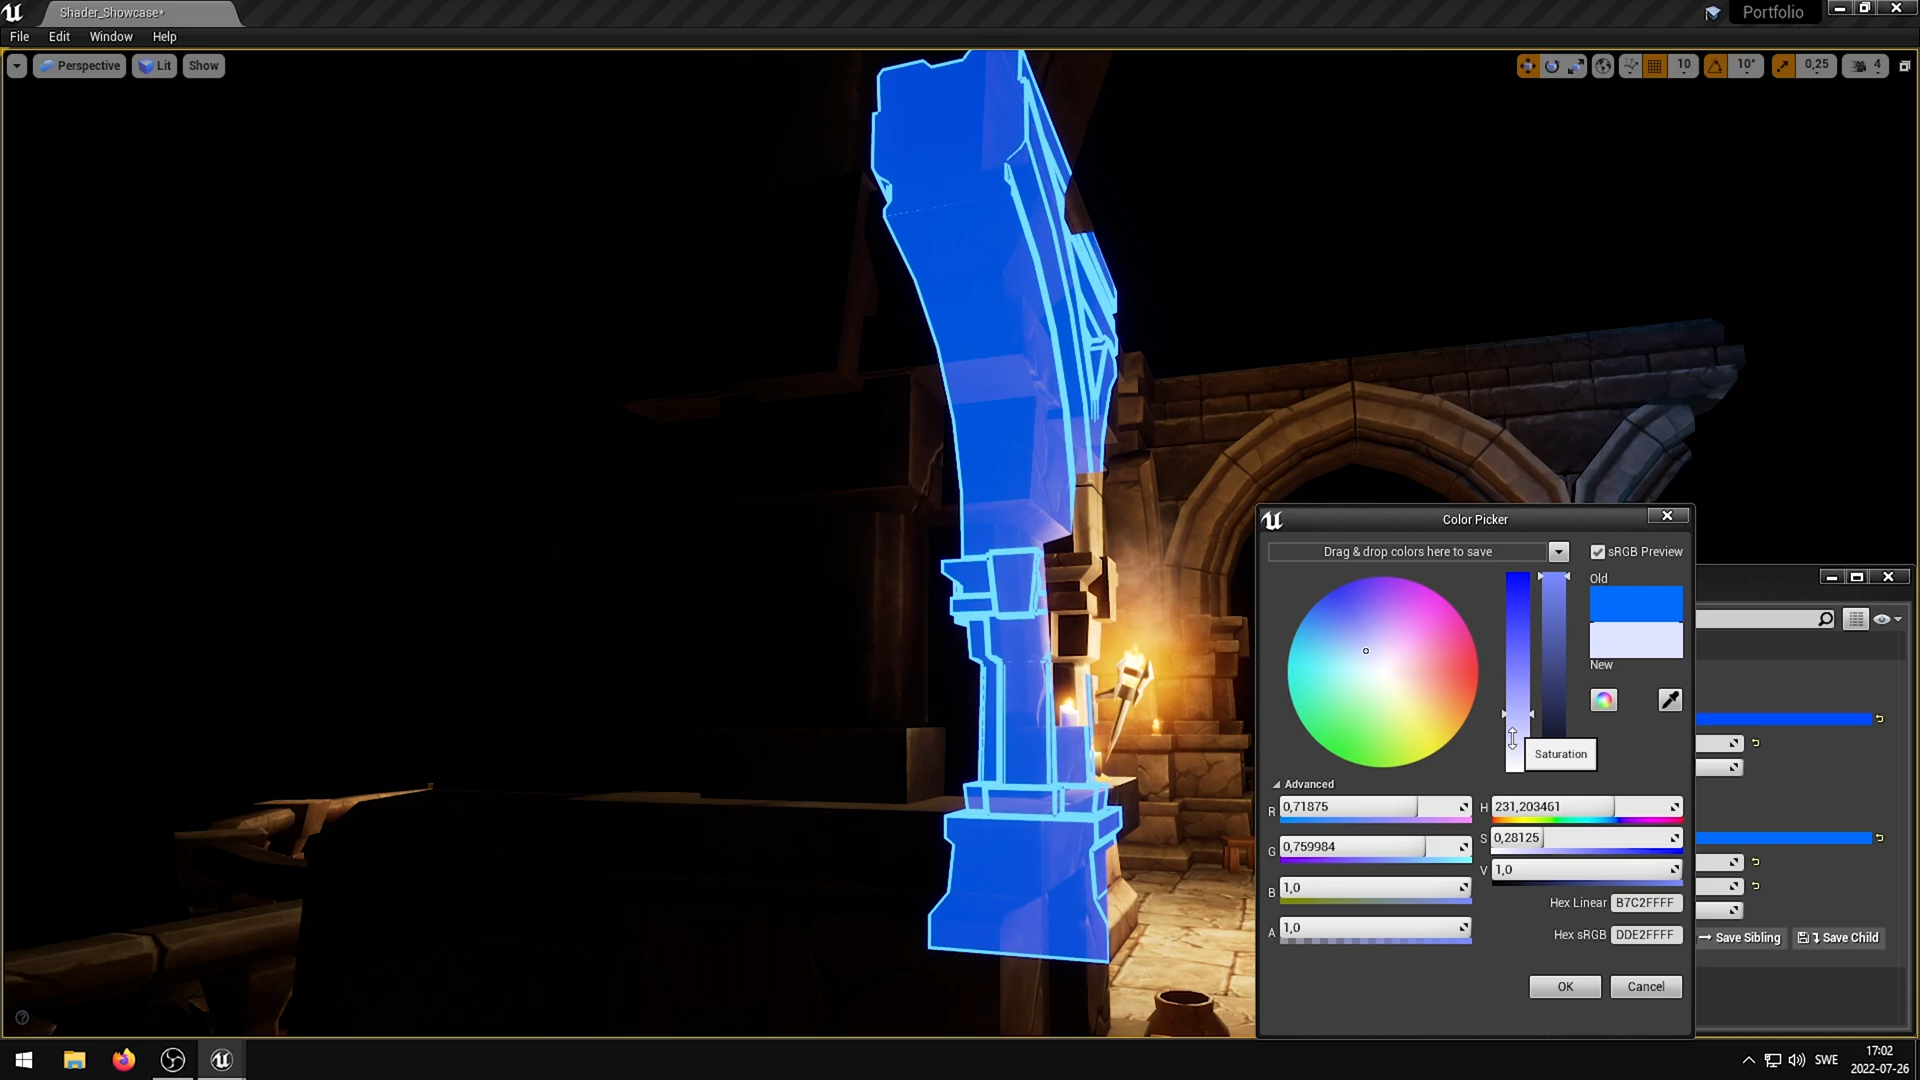 Shader_Showcase*
Portfolio
File Edit Window Help
Perspective Lit Show
10 10° 0,25 4
Color Picker
Drag & drop colors here to save
sRGB Preview
Old
New
Saturation
Advanced
R 0,71875
H 231,203461
G 0,759984
S 0,28125
B 1,0
V 1,0
Hex Linear B7C2FFFF
A 1,0
Hex sRGB DDE2FFFF
Save Sibling Save Child
OK Cancel
SWE
17:02
2022-07-26